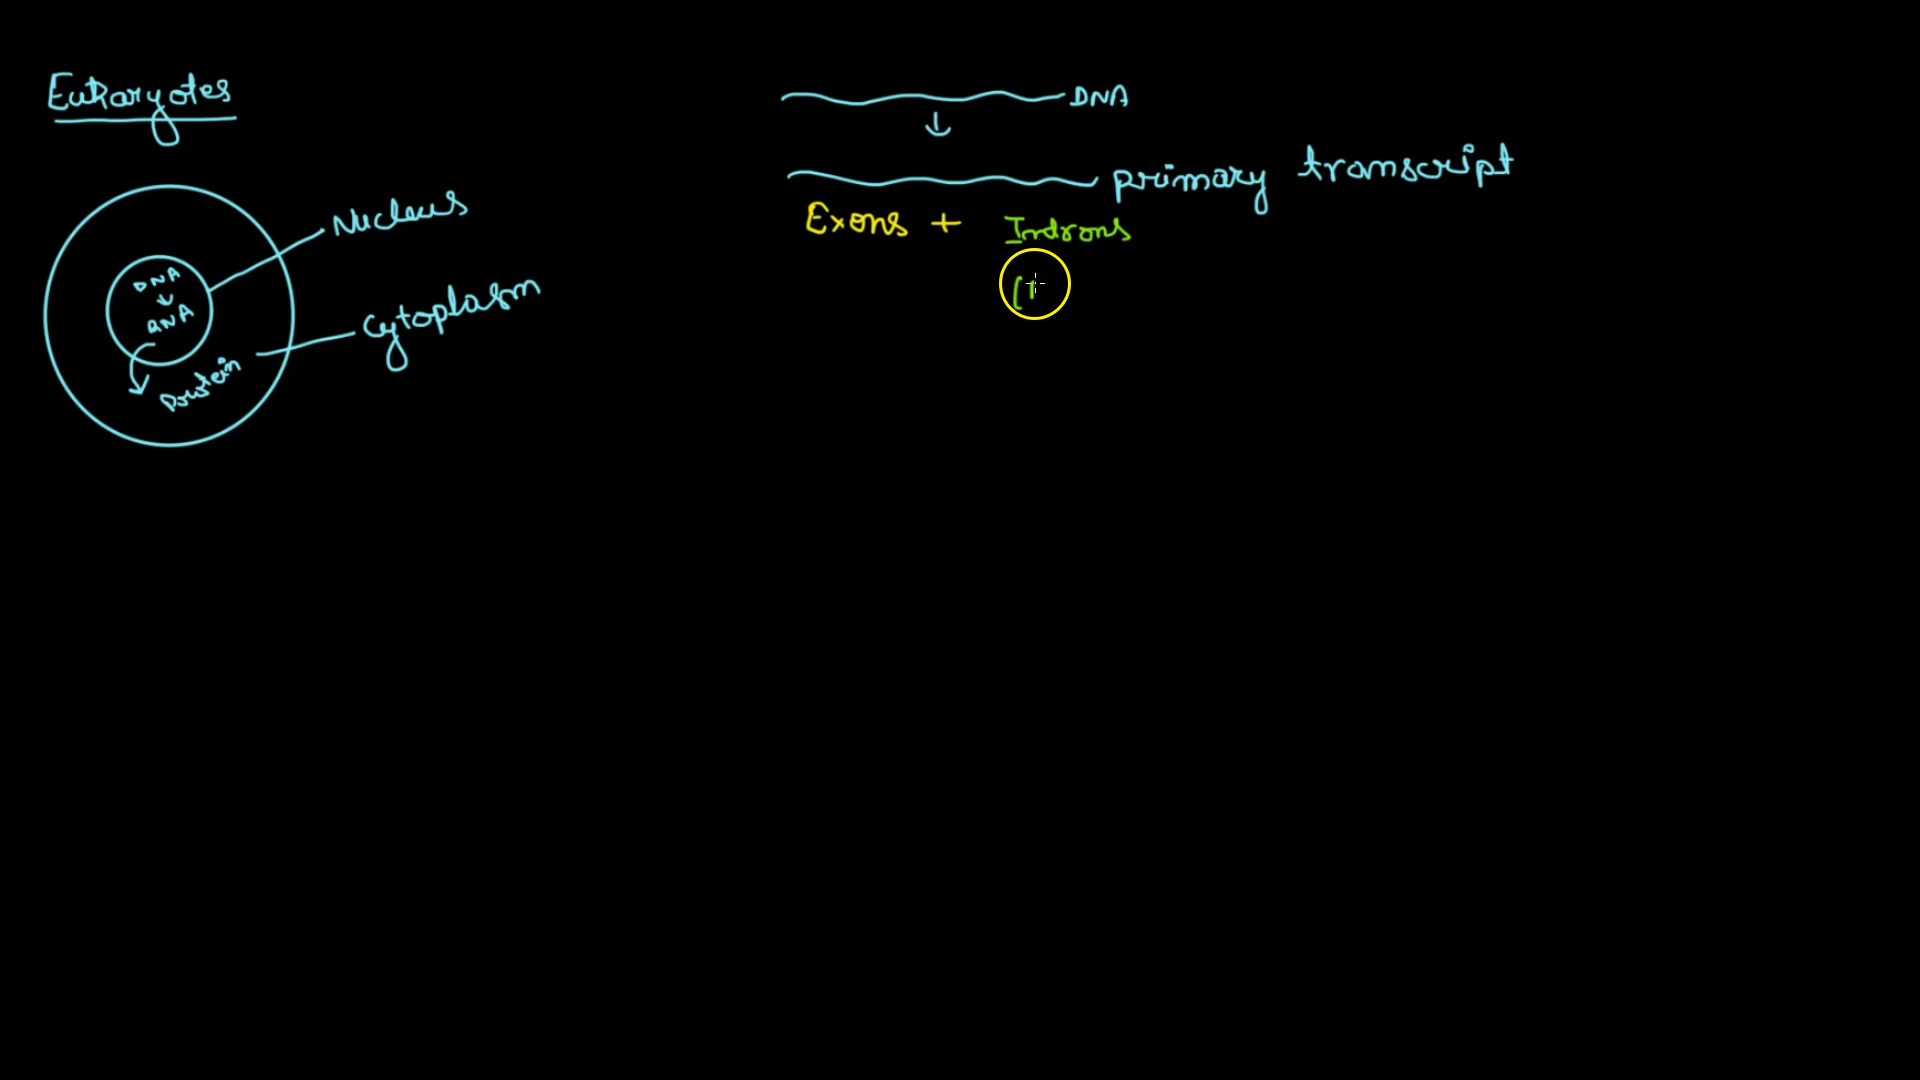 Eukaryotes
Nucleus
Cytoplasm
DNA
RNA
Protein
DNA
primary transcript
Exons + Introns
(